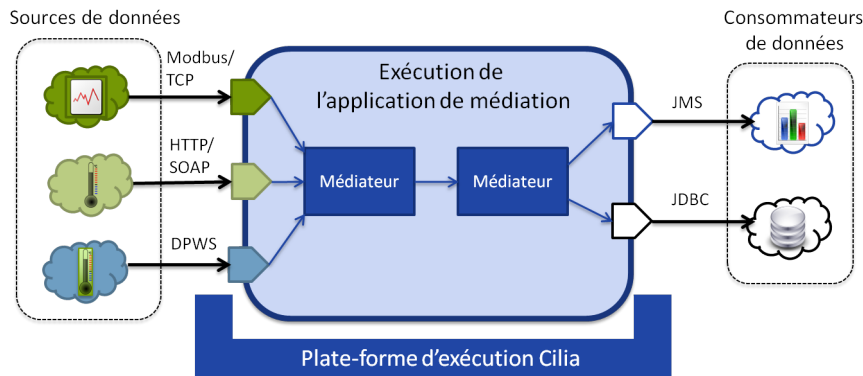 Sources de données
Modbus/
TCP
HTTP/
SOAP
DPWS
Exécution de
l'application de médiation
Médiateur
Médiateur
JMS
JDBC
Consommateurs
de données
Plate-forme d'exécution Cilia